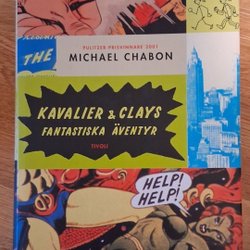 PULITZER-PRISVINNARE 2001
MICHAEL CHABON
THE
KAVALIER & CLAYS
FANTASTISKA ÄVENTYR
TIVOLI
HELP!
HELP!